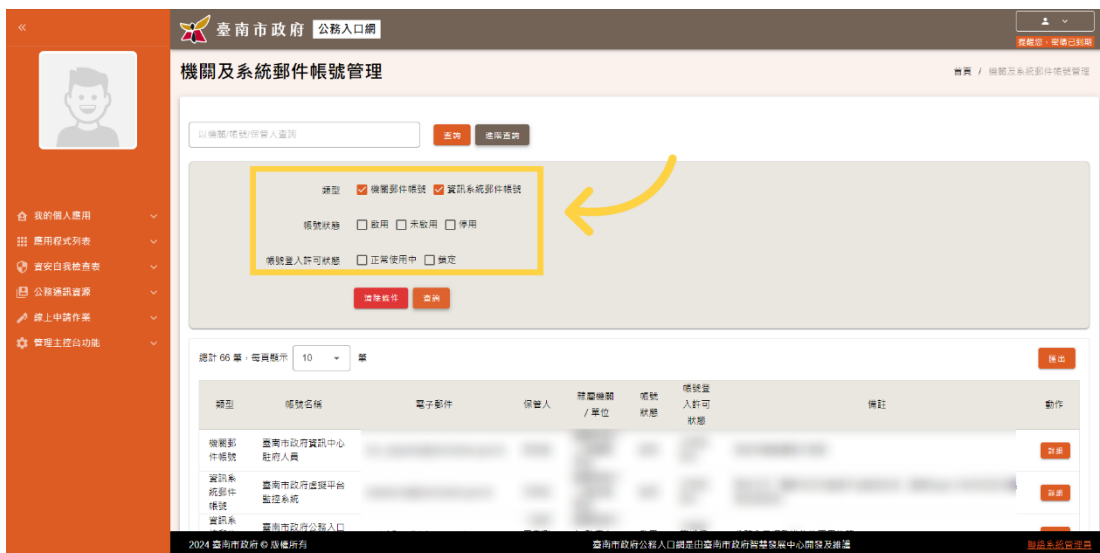 «
臺南市政府 公務入口網
提醒您，密碼已到期
機關及系統郵件帳號管理
首頁 / 機關及系統郵件帳號管理
以機關/帳號/保管人查詢
查詢
進階查詢
類型 機關郵件帳號 資訊系統郵件帳號
帳號狀態 啟用 未啟用 停用
帳號登入許可狀態 正常使用中 鎖定
清除條件
查詢
我的個人應用
應用程式列表
資安自我檢查表
公務通訊資源
線上申請作業
管理主控台功能
總計 66 筆，每頁顯示 10 筆
匯出
類型
帳號名稱
電子郵件
保管人
隸屬機關
/ 單位
帳號
狀態
帳號登
入許可
狀態
備註
動作
機關郵
件帳號
臺南市政府資訊中心
駐府人員
詳細
資訊系
統郵件
帳號
臺南市政府虛擬平台
監控系統
詳細
資訊系
臺南市政府公務入口
2024 臺南市政府 © 版權所有
臺南市政府公務入口網是由臺南市政府智慧發展中心開發及維護
聯絡系統管理員